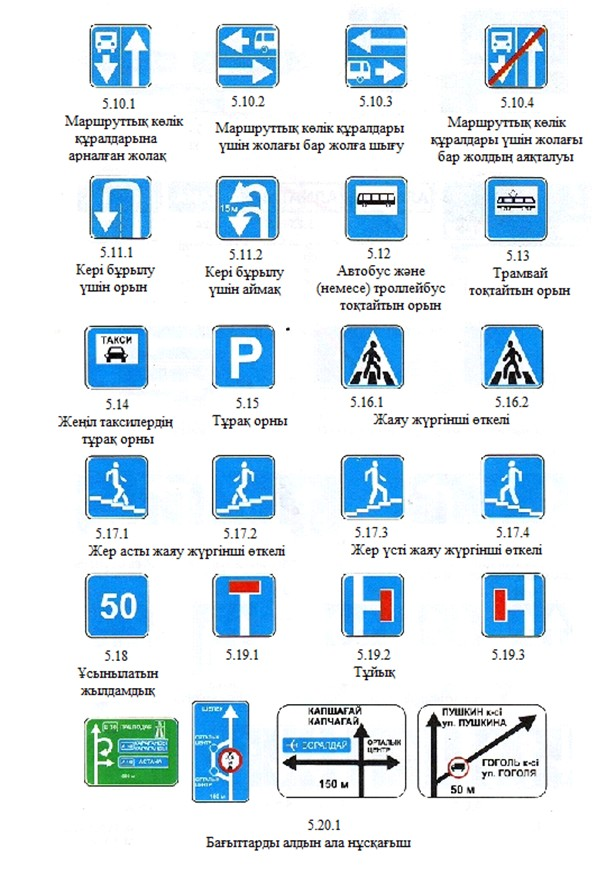 5.10.1
5.10.2
5.10.3
5.10.4
Маршруттық көлік
құралдарына
арналған жолақ
Маршруттық көлік құралдары
үшін жолағы бар жолға шығу
Маршруттық көлік
құралдары үшін жолағы
бар жолдың аяқталуы
15м
5.11.1
5.11.2
5.12
5.13
Кері бұрылу
үшін орын
Кері бұрылу
үшін аймақ
Автобус және
(немесе) троллейбус
тоқтайтын орын
Трамвай
тоқтайтын орын
ТАКСИ
P
5.14
5.15
5.16.1
5.16.2
Жеңіл таксилердің
тұрақ орны
Тұрақ орны
Жаяу жүргінші өткелі
5.17.1
5.17.2
5.17.3
5.17.4
Жер асты жаяу жүргінші өткелі
Жер үсті жаяу жүргінші өткелі
50
5.18
5.19.1
5.19.2
5.19.3
Ұсынылатын
жылдамдық
Тұйық
АСТАНА
ОРТАЛЫК
ЦЕНТР
ОРТАЛЫК
ЦЕНТР
КАПШАҒАЙ
КАПЧАГАЙ
БОРАЛДАЙ
ОРТАЛЫК
ЦЕНТР
150 м
ПУШКИН к-сі
ул. ПУШКИНА
ГОГОЛЬ к-сі
ул. ГОГОЛЯ
50 м
5.20.1
Бағыттарды алдын ала нұсқағыш